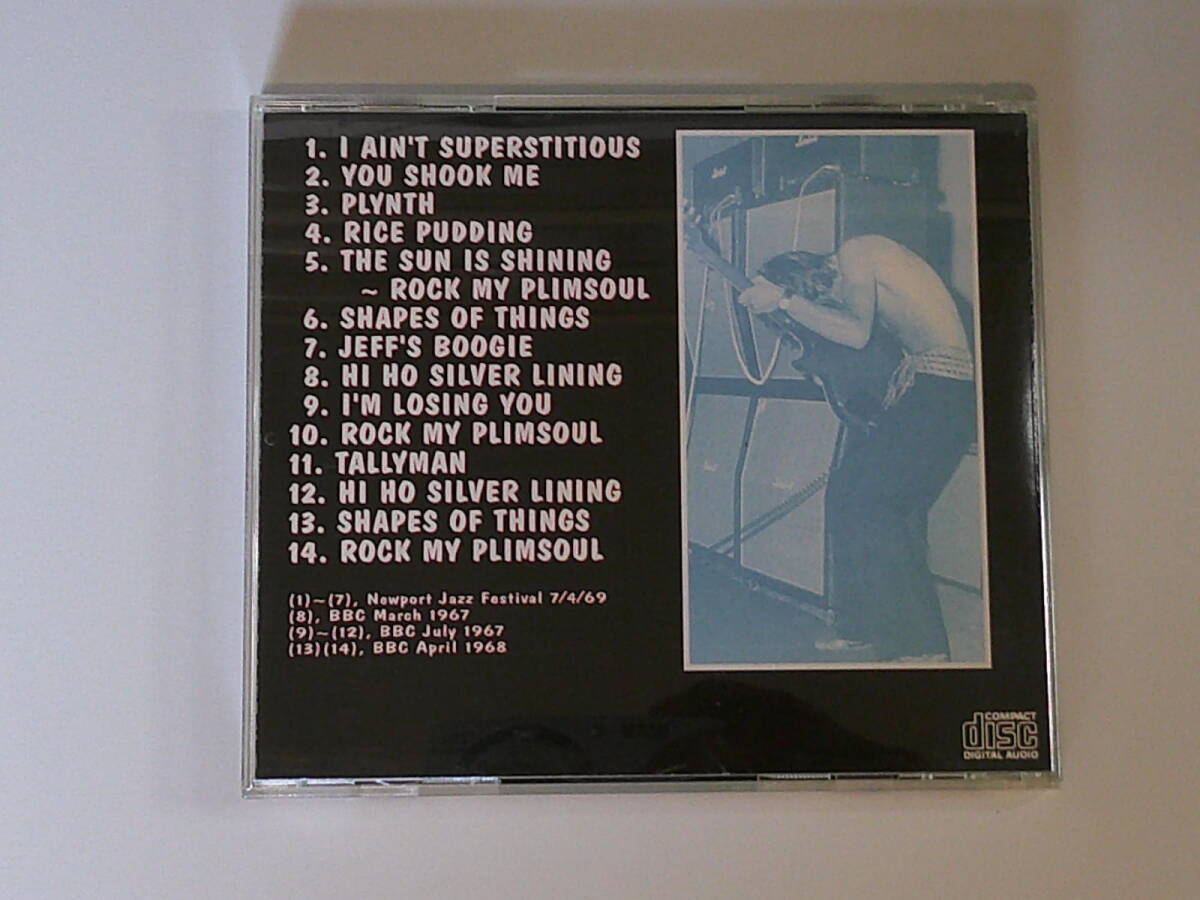 1. I AIN'T SUPERSTITIOUS
2. YOU SHOOK ME
3. PLYNTH
4. RICE PUDDING
5. THE SUN IS SHINING
~ ROCK MY PLIMSOUL
6. SHAPES OF THINGS
7. JEFF'S BOOGIE
8. HI HO SILVER LINING
9. I'M LOSING YOU
10. ROCK MY PLIMSOUL
11. TALLYMAN
12. HI HO SILVER LINING
13. SHAPES OF THINGS
14. ROCK MY PLIMSOUL
(1)~(7), Newport Jazz Festival 7/4/69
(8), BBC March 1967
(9)~(12), BBC July 1967
(13)(14), BBC April 1968
COMPACT
disc
DIGITAL AUDIO